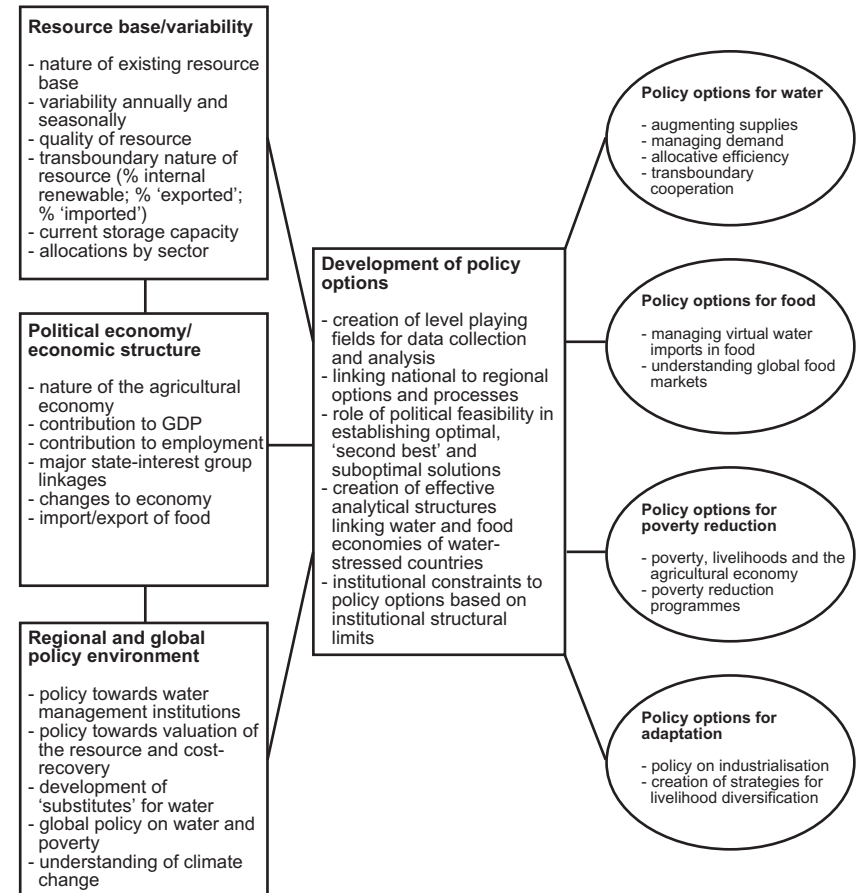 Resource base/variability
- nature of existing resource
base
- variability annually and
seasonally
- quality of resource
- transboundary nature of
resource (% internal
renewable; % ‘exported’;
% ‘imported’)
- current storage capacity
- allocations by sector
Political economy/
economic structure
- nature of the agricultural
economy
- contribution to GDP
- contribution to employment
- major state-interest group
linkages
- changes to economy
- import/export of food
Regional and global
policy environment
- policy towards water
management institutions
- policy towards valuation of
the resource and cost-
recovery
- development of
‘substitutes’ for water
- global policy on water and
poverty
- understanding of climate
change
Development of policy
options
- creation of level playing
fields for data collection
and analysis
- linking national to regional
options and processes
- role of political feasibility in
establishing optimal,
‘second best’ and
suboptimal solutions
- creation of effective
analytical structures
linking water and food
economies of water-
stressed countries
- institutional constraints to
policy options based on
institutional structural
limits
Policy options for water
- augmenting supplies
- managing demand
- allocative efficiency
- transboundary
cooperation
Policy options for food
- managing virtual water
imports in food
- understanding global food
markets
Policy options for
poverty reduction
- poverty, livelihoods and the
agricultural economy
- poverty reduction
programmes
Policy options for
adaptation
- policy on industrialisation
- creation of strategies for
livelihood diversification